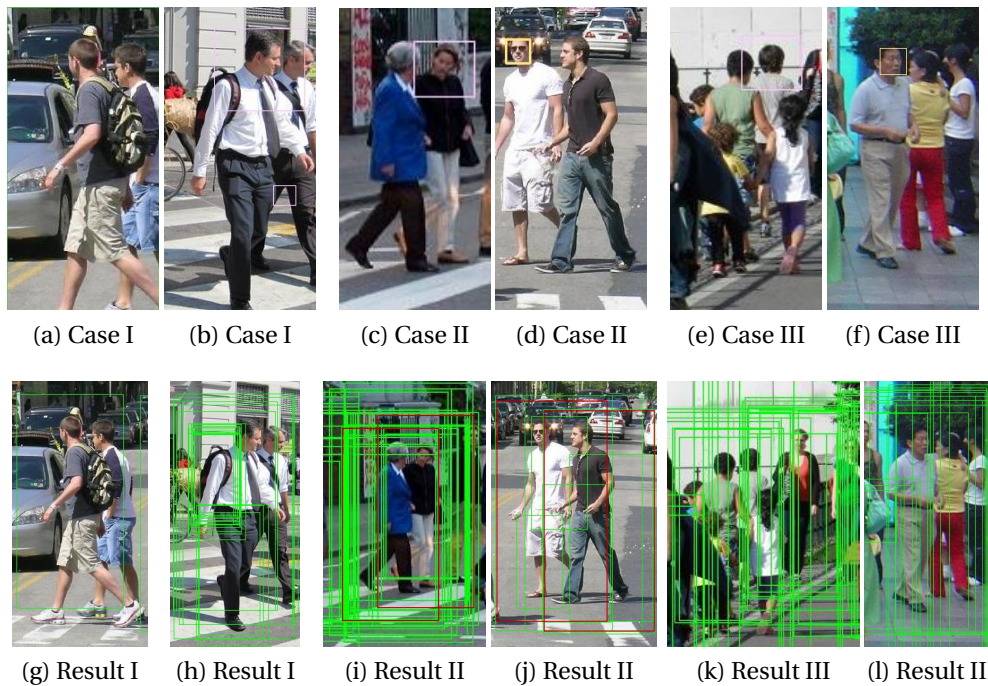 (a) Case I (b) Case I (c) Case II (d) Case II (e) Case III (f) Case III
(g) Result I (h) Result I (i) Result II (j) Result II (k) Result III (l) Result II